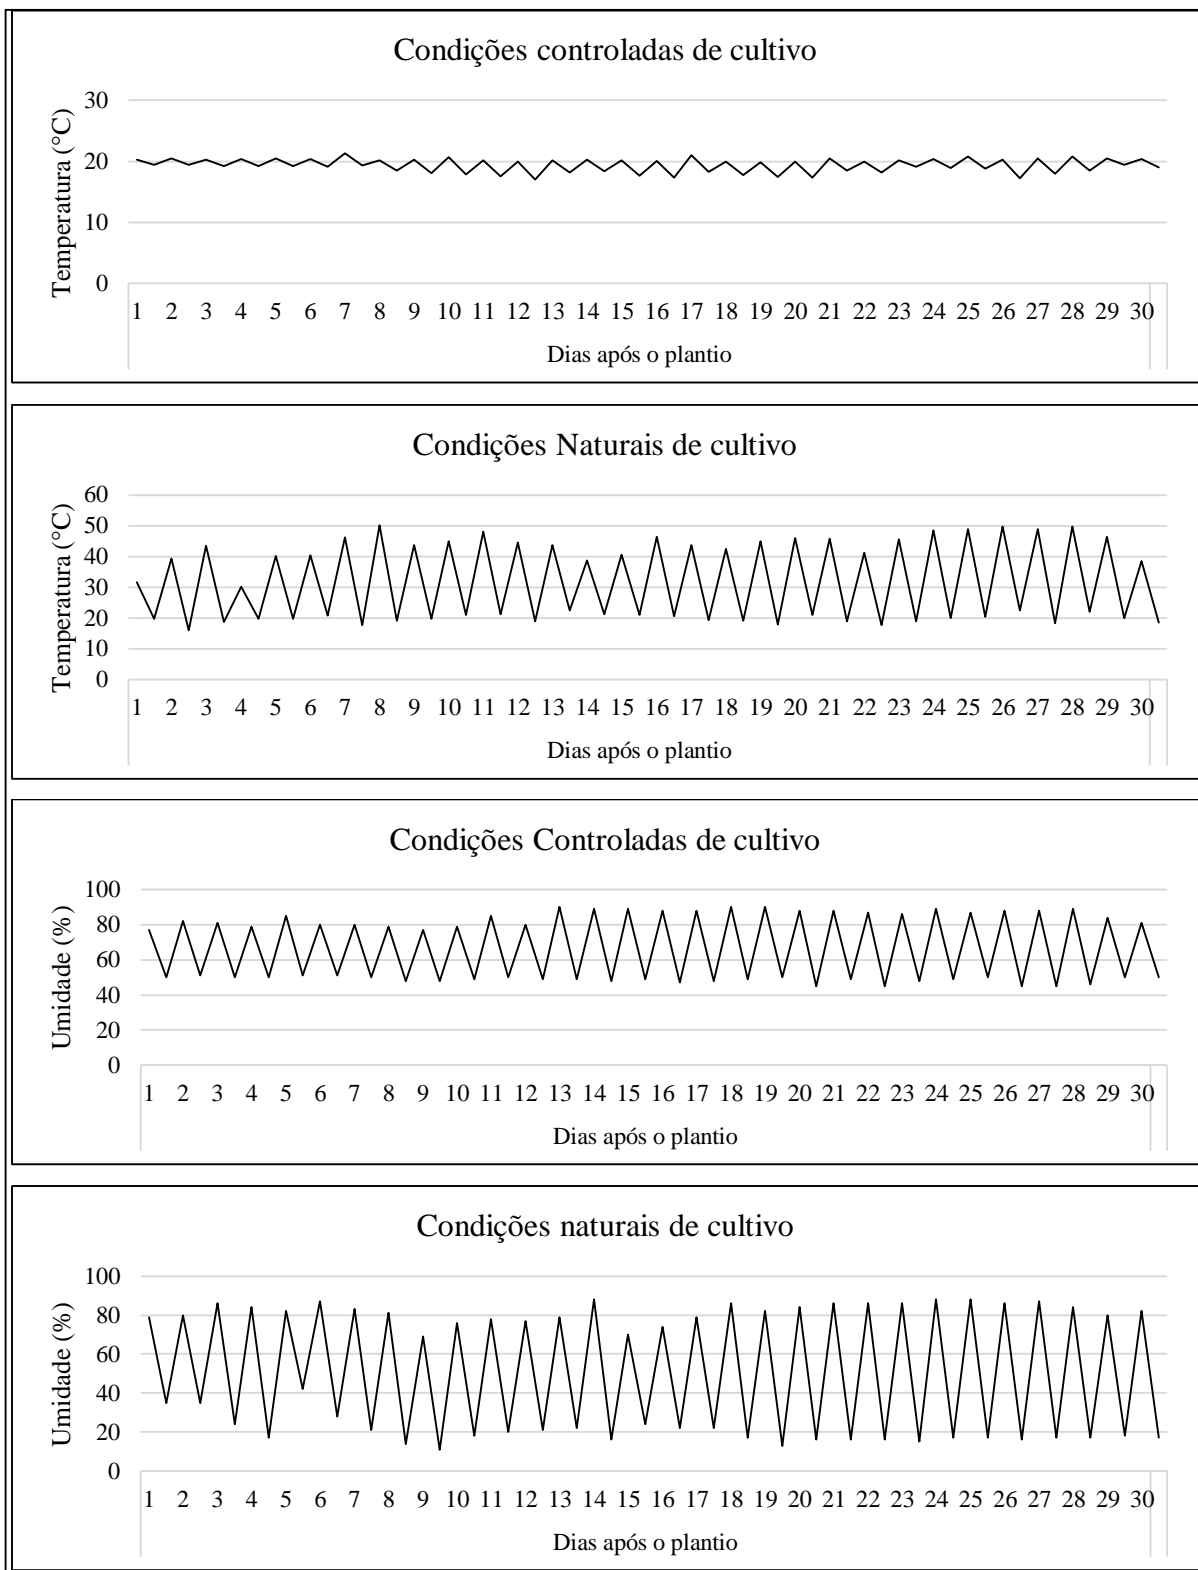 Condições controladas de cultivo
Temperatura (°C)
30
20
10
0
1 2 3 4 5 6 7 8 9 10 11 12 13 14 15 16 17 18 19 20 21 22 23 24 25 26 27 28 29 30
Dias após o plantio
Condições Naturais de cultivo
Temperatura (°C)
60
50
40
30
20
10
0
1 2 3 4 5 6 7 8 9 10 11 12 13 14 15 16 17 18 19 20 21 22 23 24 25 26 27 28 29 30
Dias após o plantio
Condições Controladas de cultivo
Umidade (%)
100
80
60
40
20
0
1 2 3 4 5 6 7 8 9 10 11 12 13 14 15 16 17 18 19 20 21 22 23 24 25 26 27 28 29 30
Dias após o plantio
Condições naturais de cultivo
Umidade (%)
100
80
60
40
20
0
1 2 3 4 5 6 7 8 9 10 11 12 13 14 15 16 17 18 19 20 21 22 23 24 25 26 27 28 29 30
Dias após o plantio